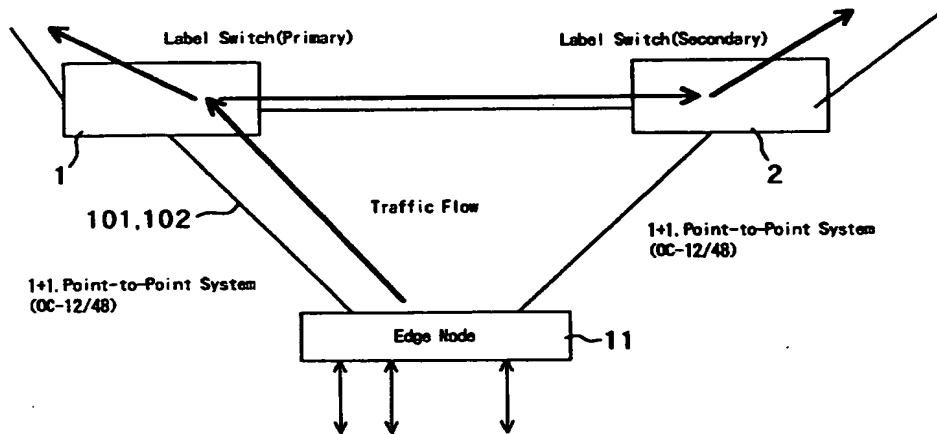 Label Switch(Primary)
Label Switch(Secondary)
1
2
101,102
Traffic Flow
1+1. Point-to-Point System
(OC-12/48)
1+1. Point-to-Point System
(OC-12/48)
Edge Node
11